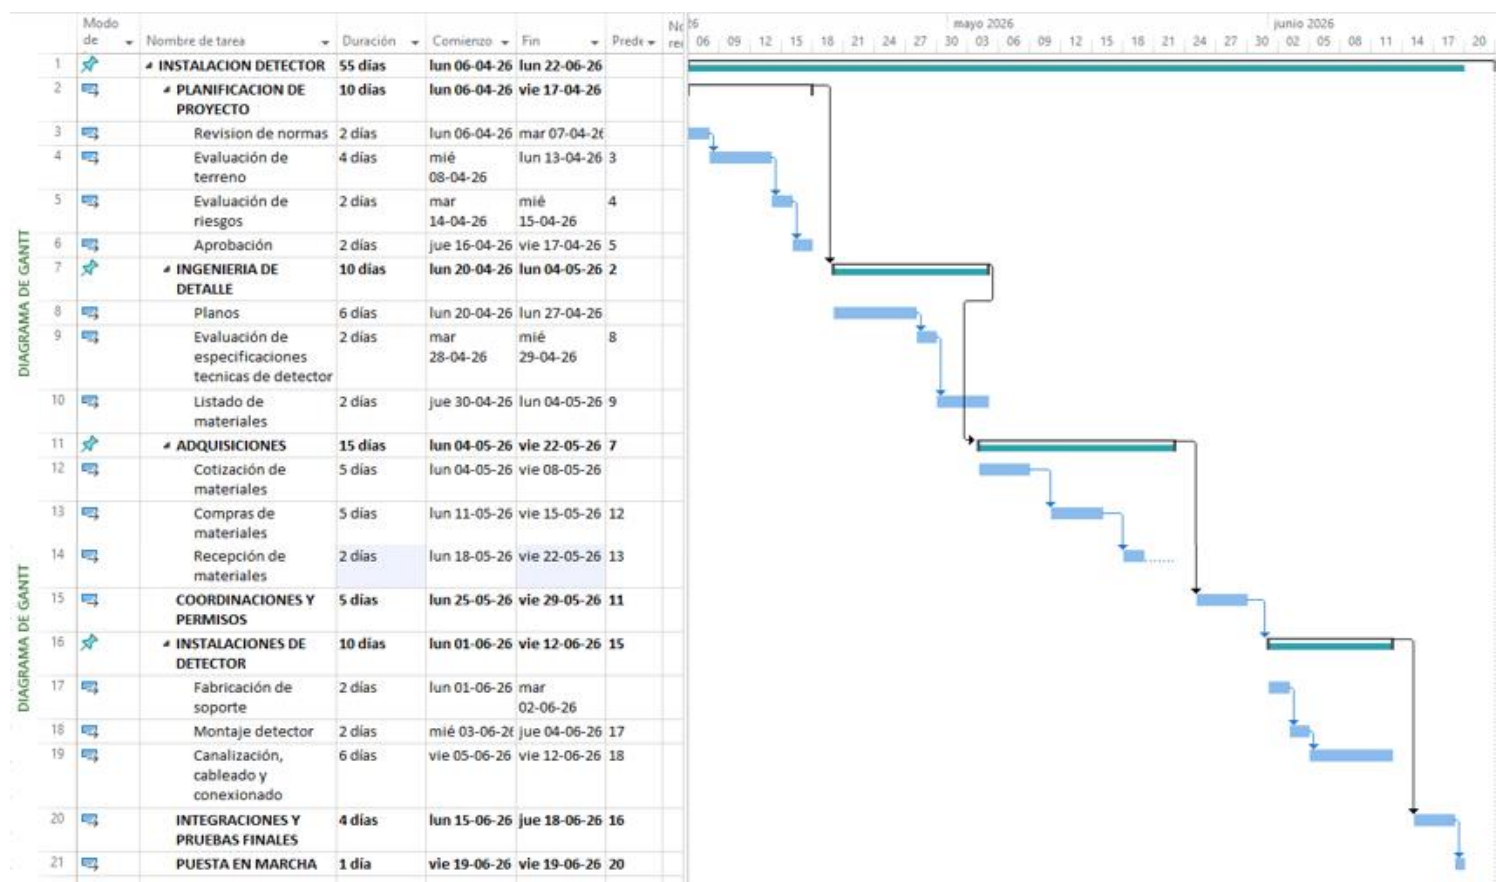 Modo de
Nombre de tarea
Duración
Comienzo
Fin
Prede
mayo 2026
junio 2026
06 09 12 15 18 21 24 27 30 03 06 09 12 15 18 21 24 27 30 02 05 08 11 14 17 20
DIAGRAMA DE GANTT
DIAGRAMA DE GANTT
1 INSTALACION DETECTOR 55 días lun 06-04-26 lun 22-06-26
2 PLANIFICACION DE 10 días lun 06-04-26 vie 17-04-26
PROYECTO
3 Revision de normas 2 días lun 06-04-26 mar 07-04-26
4 Evaluación de 4 días mié lun 13-04-26 3
terreno 08-04-26
5 Evaluación de 2 días mar mié 4
riesgos 14-04-26 15-04-26
6 Aprobación 2 días jue 16-04-26 vie 17-04-26 5
7 INGENIERIA DE 10 días lun 20-04-26 lun 04-05-26 2
DETALLE
8 Planos 6 días lun 20-04-26 lun 27-04-26
9 Evaluación de 2 días mar mié 8
especificaciones 28-04-26 29-04-26
tecnicas de detector
10 Listado de 2 días jue 30-04-26 lun 04-05-26 9
materiales
11 ADQUISICIONES 15 días lun 04-05-26 vie 22-05-26 7
12 Cotización de 5 días lun 04-05-26 vie 08-05-26
materiales
13 Compras de 5 días lun 11-05-26 vie 15-05-26 12
materiales
14 Recepción de 2 días lun 18-05-26 vie 22-05-26 13
materiales
15 COORDINACIONES Y 5 días lun 25-05-26 vie 29-05-26 11
PERMISOS
16 INSTALACIONES DE 10 días lun 01-06-26 vie 12-06-26 15
DETECTOR
17 Fabricación de 2 días lun 01-06-26 mar
soporte 02-06-26
18 Montaje detector 2 días mié 03-06-26 jue 04-06-26 17
19 Canalización, 6 días vie 05-06-26 vie 12-06-26 18
cableado y
conexionado
20 INTEGRACIONES Y 4 días lun 15-06-26 jue 18-06-26 16
PRUEBAS FINALES
21 PUESTA EN MARCHA 1 día vie 19-06-26 vie 19-06-26 20